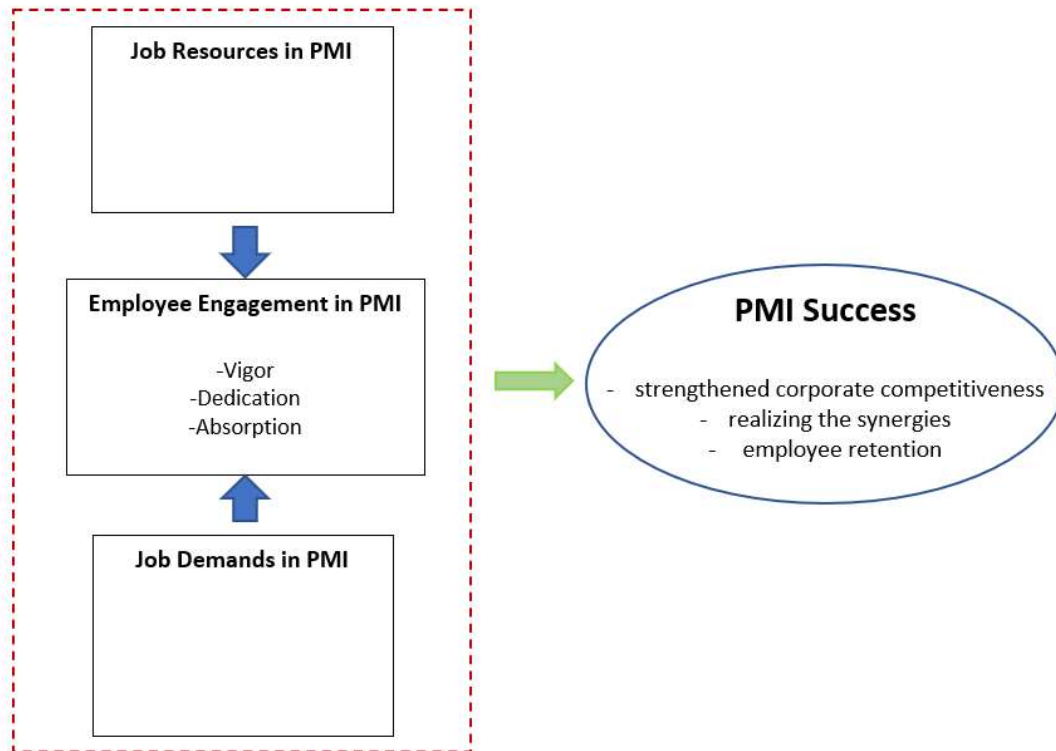 Job Resources in PMI
Employee Engagement in PMI
-Vigor
-Dedication
-Absorption
Job Demands in PMI
PMI Success
- strengthened corporate competitiveness
- realizing the synergies
- employee retention